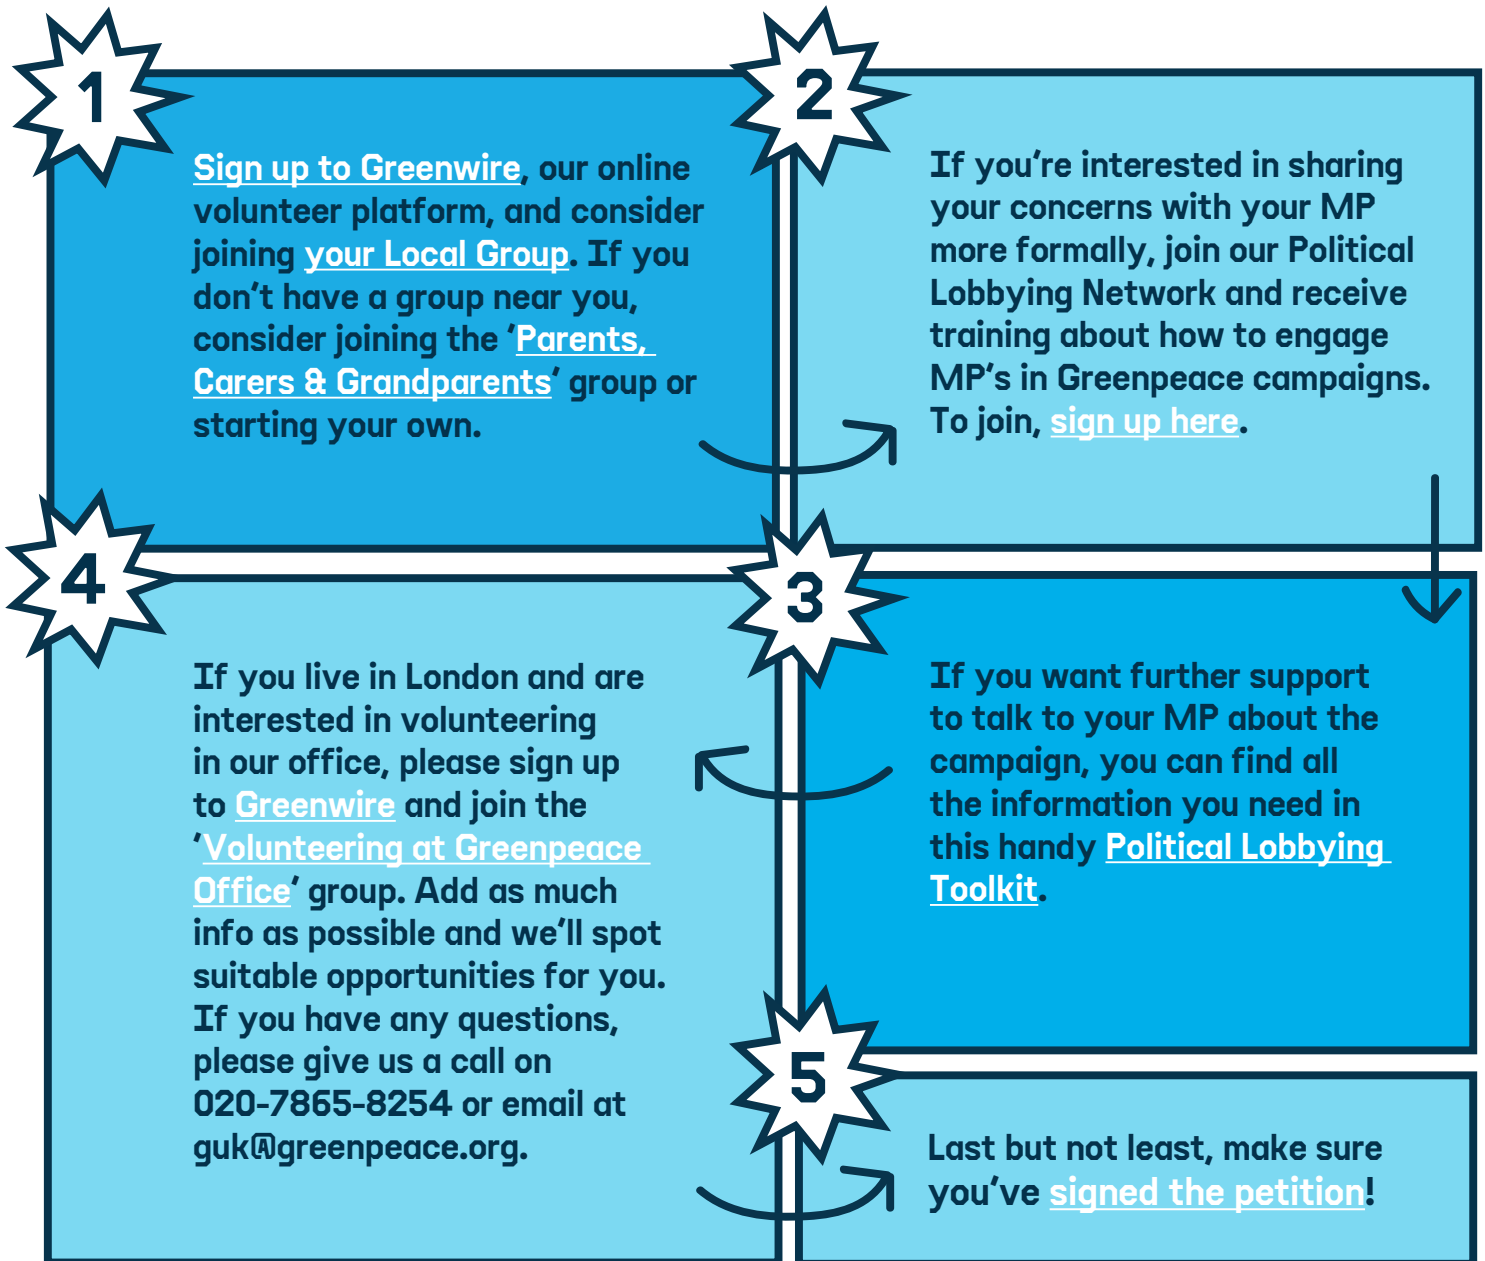 1
Sign up to Greenwire, our online
volunteer platform, and consider
joining your Local Group. If you
don't have a group near you,
consider joining the 'Parents,
Carers & Grandparents' group or
starting your own.
2
If you're interested in sharing
your concerns with your MP
more formally, join our Political
Lobbying Network and receive
training about how to engage
MP's in Greenpeace campaigns.
To join, sign up here.
3
If you want further support
to talk to your MP about the
campaign, you can find all
the information you need in
this handy Political Lobbying
Toolkit.
4
If you live in London and are
interested in volunteering
in our office, please sign up
to Greenwire and join the
'Volunteering at Greenpeace
Office' group. Add as much
info as possible and we'll spot
suitable opportunities for you.
If you have any questions,
please give us a call on
020-7865-8254 or email at
guk@greenpeace.org.
5
Last but not least, make sure
you've signed the petition!